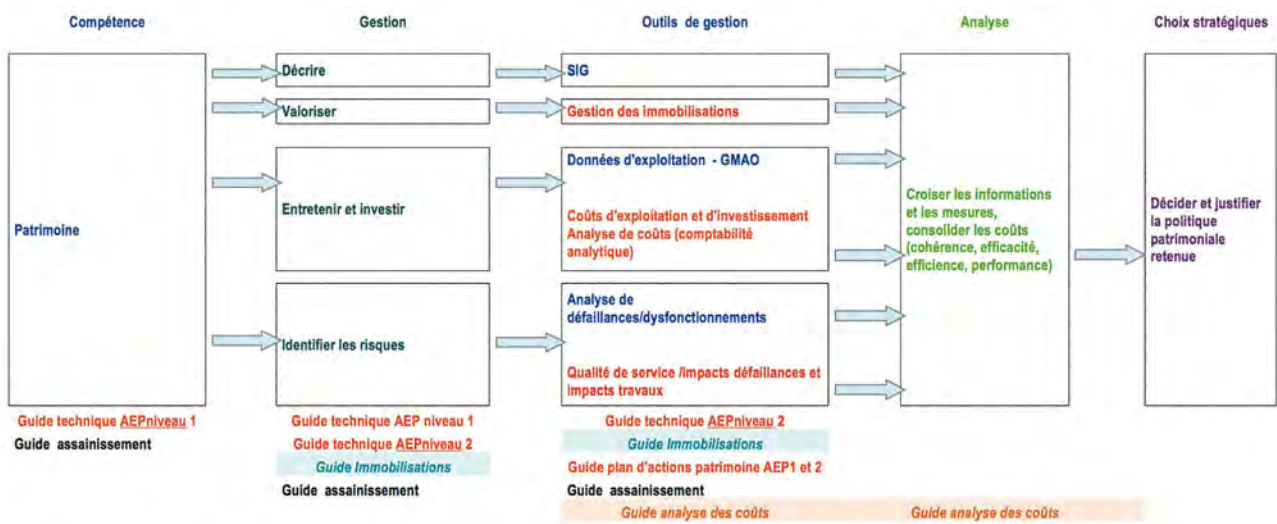 Compétence
Gestion
Outils de gestion
Analyse
Choix stratégiques
Patrimoine
Décrire
Valoriser
Entretenir et investir
Identifier les risques
SIG
Gestion des immobilisations
Données d'exploitation - GMAO
Coûts d'exploitation et d'investissement
Analyse de coûts (comptabilité
analytique)
Analyse de
défaillances/dysfonctionnements
Qualité de service /impacts défaillances et
impacts travaux
Croiser les informations
et les mesures,
consolider les coûts
(cohérence, efficacité,
efficience, performance)
Décider et justifier
la politique
patrimoniale
retenue
Guide technique AEPniveau 1
Guide assainissement
Guide technique AEP niveau 1
Guide technique AEPniveau 2
Guide Immobilisations
Guide assainissement
Guide technique AEPniveau 2
Guide Immobilisations
Guide plan d'actions patrimoine AEP1 et 2
Guide assainissement
Guide analyse des coûts
Guide analyse des coûts